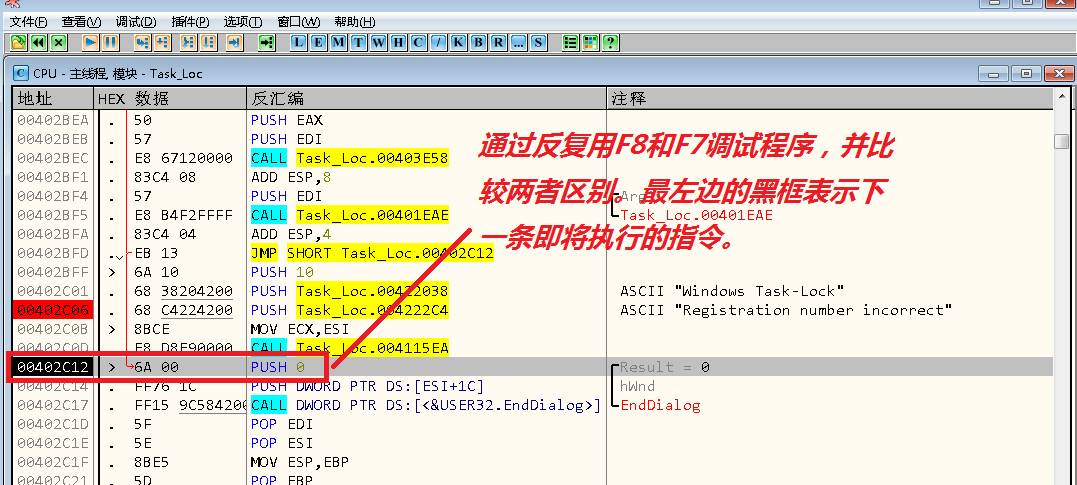 文件(F) 查看(V) 调试(D) 插件(P) 选项(T) 窗口(W) 帮助(H)
L E M T W H C / K B R ... S ?
C CPU - 主线程, 模块 - Task_Loc
地址 HEX 数据 反汇编 注释
00402BEA . 50 PUSH EAX
00402BEB . 57 PUSH EDI
00402BEC . E8 67120000 CALL Task_Loc.00403E58
00402BF1 . 83C4 08 ADD ESP,8
00402BF4 . 57 PUSH EDI
00402BF5 . E8 B4F2FFFF CALL Task_Loc.00401EAE Task_Loc.00401EAE
00402BFA . 83C4 04 ADD ESP,4
00402BFD . EB 13 JMP SHORT Task_Loc.00402C12
00402BFF > 6A 10 PUSH 10
00402C01 . 68 38204200 PUSH Task_Loc.00422038 ASCII "Windows Task-Lock"
00402C06 . 68 C4224200 PUSH Task_Loc.004222C4 ASCII "Registration number incorrect"
00402C0B > 8BCE MOV ECX,ESI
00402C0D . E8 D8E90000 CALL Task_Loc.004115EA
00402C12 > 6A 00 PUSH 0 Result = 0
00402C14 . FF76 1C PUSH DWORD PTR DS:[ESI+1C] hWnd
00402C17 . FF15 9C584200 CALL DWORD PTR DS:[<&USER32.EndDialog>] EndDialog
00402C1D . 5F POP EDI
00402C1E . 5E POP ESI
00402C1F . 8BE5 MOV ESP,EBP
00402C21 . 5D POP EBP
通过反复用F8和F7调试程序，并比
较两者区别。最左边的黑框表示下
一条即将执行的指令。